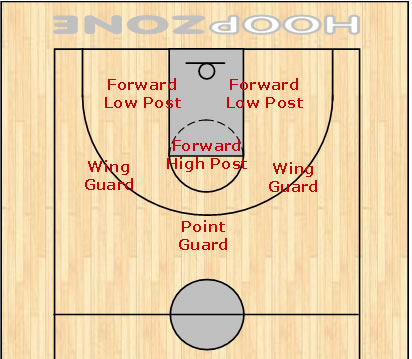 HOOPZONE
Forward
Low Post
Forward
Low Post
Forward
High Post
Wing
Guard
Wing
Guard
Point
Guard